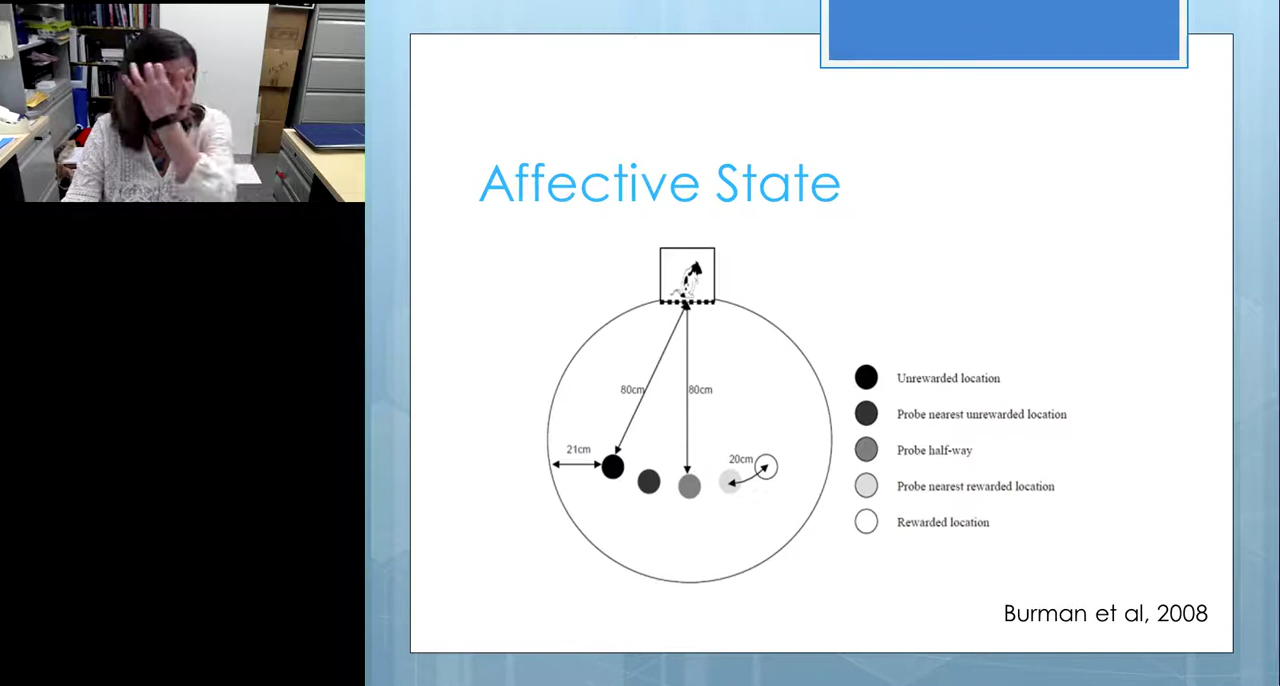 Affective State
80cm
80cm
21cm
20cm
Unrewarded location
Probe nearest unrewarded location
Probe half-way
Probe nearest rewarded location
Rewarded location
Burman et al, 2008